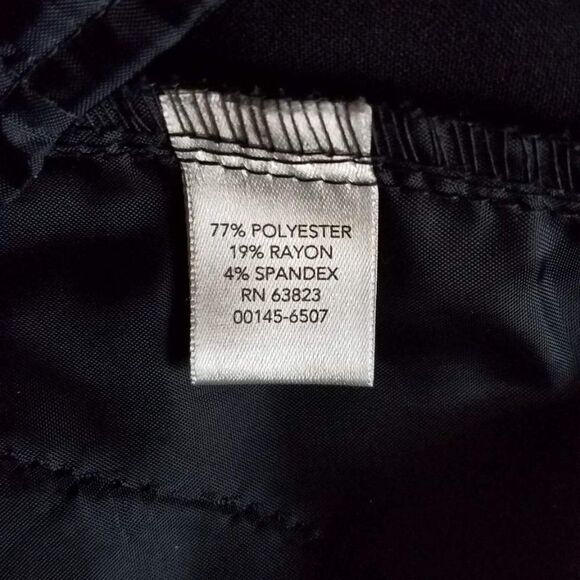 77% POLYESTER
19% RAYON
4% SPANDEX
RN 63823
00145-6507